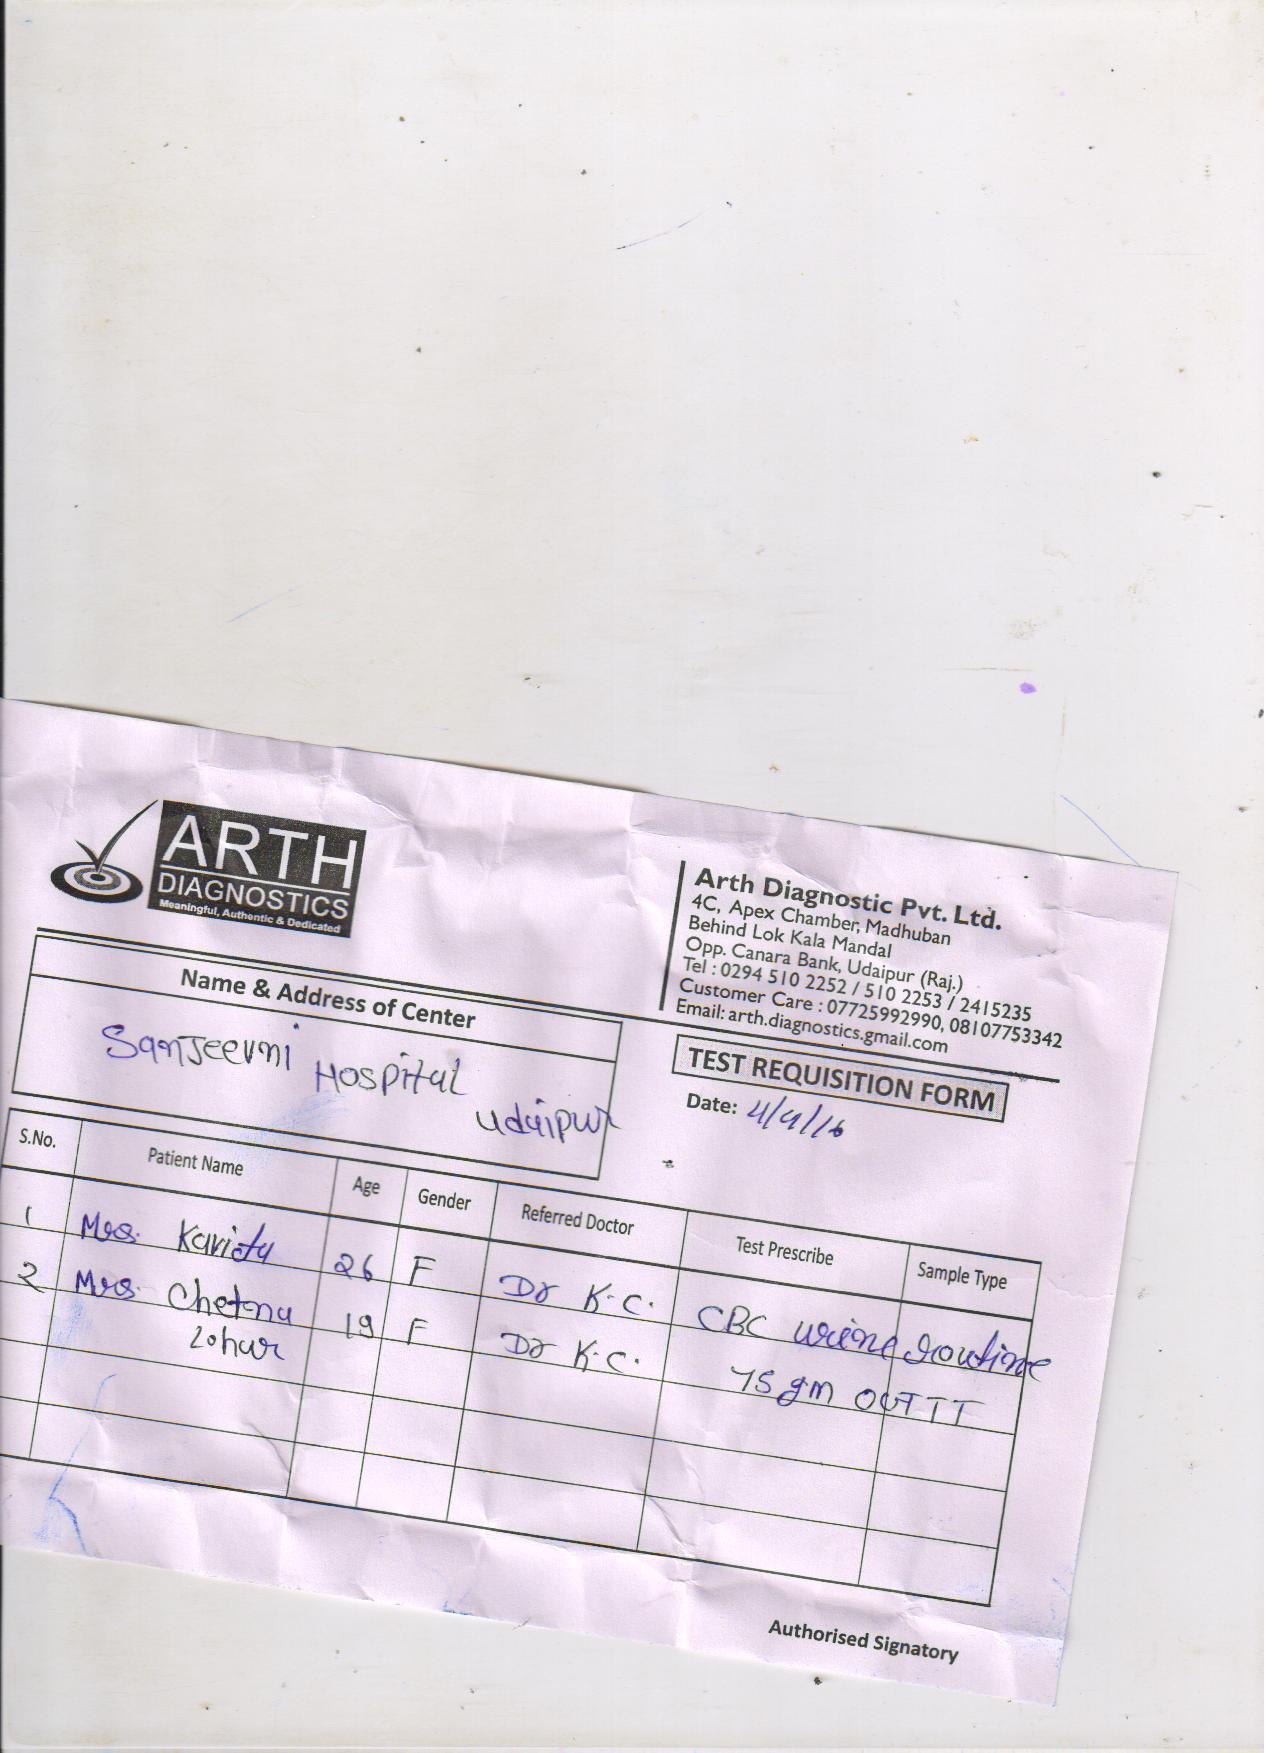 ARTH
DIAGNOSTICS
Meaningful, Authentic & Dedicated
Arth Diagnostic Pvt. Ltd.
4C, Apex Chamber, Madhuban
Behind Lok Kala Mandal
Opp. Canara Bank, Udaipur (Raj.)
Tel : 0294 510 2252 / 510 2253 / 2415235
Customer Care : 07725992990, 08107753342
Email: arth.diagnostics.gmail.com
Name & Address of Center
Sanjeevni Hospital
Udaipur
TEST REQUISITION FORM
Date: 4/4/16
S.No. Patient Name Age Gender Referred Doctor Test Prescribe Sample Type
1 Mrs. Kavita 26 F Dr K.C. CBC urine routine
2 Mrs. Chetna 19 F Dr K.C. 75 gm
Lohar
Authorised Signatory